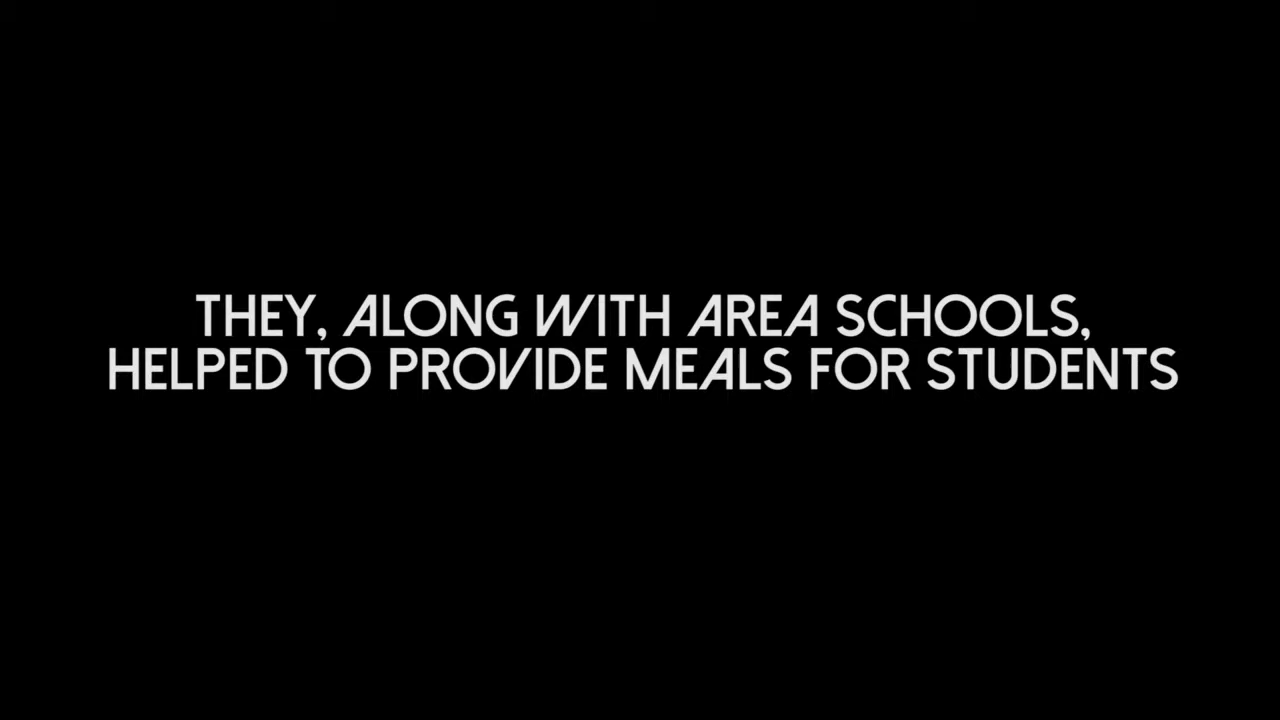 THEY, ALONG WITH AREA SCHOOLS,
HELPED TO PROVIDE MEALS FOR STUDENTS